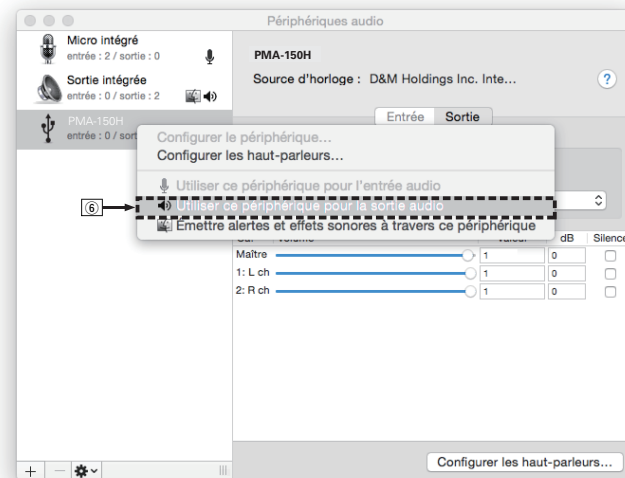 Périphériques audio
Micro intégré
entrée : 2 / sortie : 0
Sortie intégrée
entrée : 0 / sortie : 2
PMA-150H
entrée : 0 / sort
PMA-150H
Source d'horloge : D&M Holdings Inc. Inte…
?
Entrée Sortie
Configurer le périphérique…
Configurer les haut-parleurs…
Utiliser ce périphérique pour l'entrée audio
⑥
Utiliser ce périphérique pour la sortie audio
Émettre alertes et effets sonores à travers ce périphérique
Volume Valeur dB Silence
Maître 1 0
1: L ch 1 0
2: R ch 1 0
Configurer les haut-parleurs…